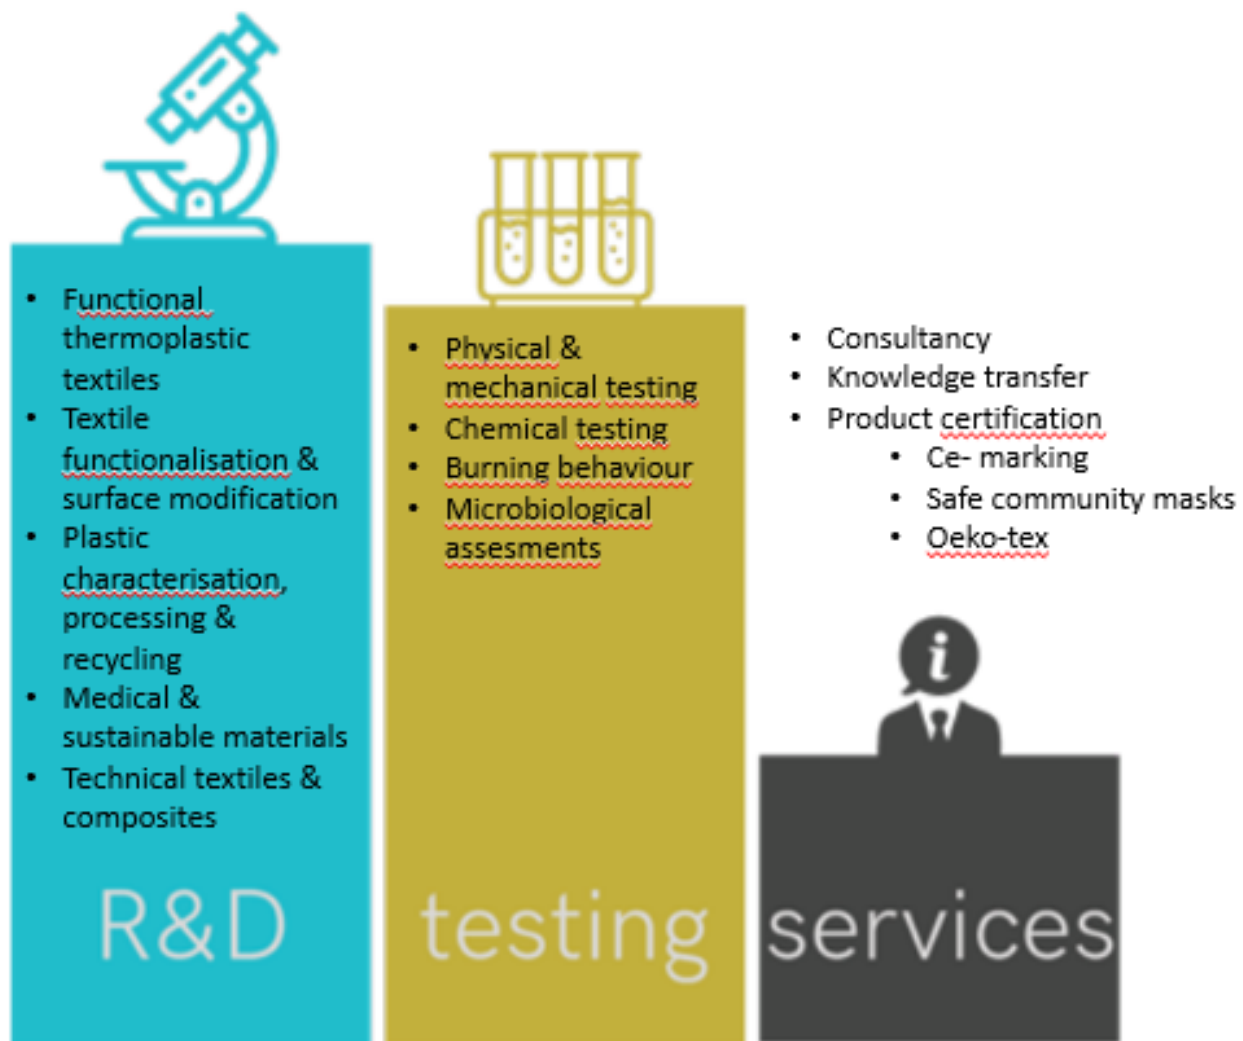 • Functional
thermoplastic
textiles
• Textile
functionalisation &
surface modification
• Plastic
characterisation,
processing &
recycling
• Medical &
sustainable materials
• Technical textiles &
composites
R&D
• Physical &
mechanical testing
• Chemical testing
• Burning behaviour
• Microbiological
assesments
testing
• Consultancy
• Knowledge transfer
• Product certification
• Ce- marking
• Safe community masks
• Oeko-tex
i
services